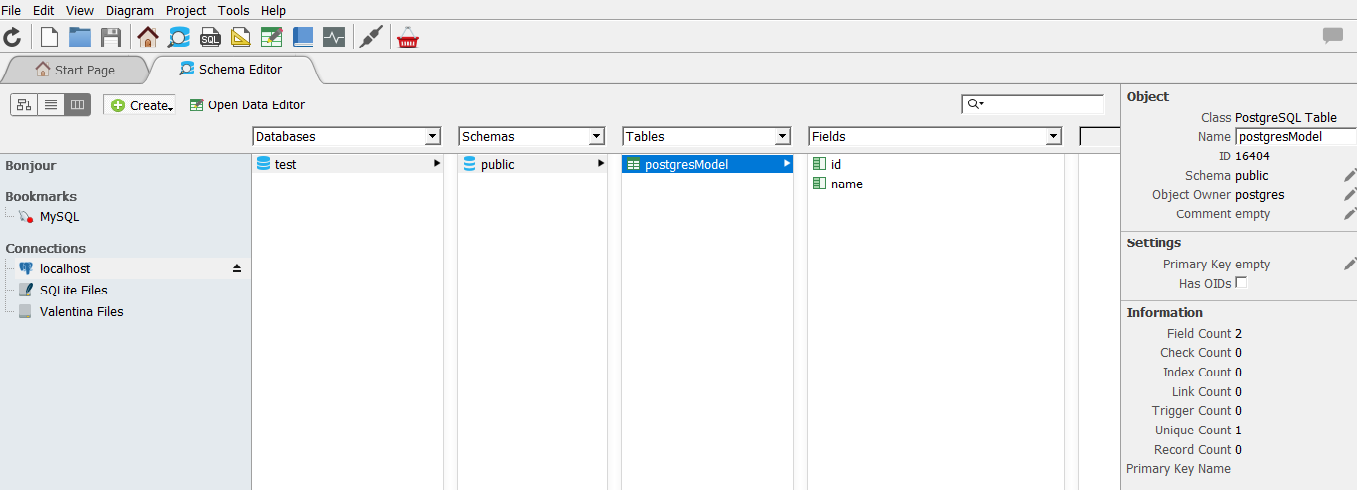 File Edit View Diagram Project Tools Help
SQL
Start Page Schema Editor
Create Open Data Editor
Databases Schemas Tables Fields
test public postgresModel id
name
Bonjour
Bookmarks
MySQL
Connections
localhost
SQLite Files
Valentina Files
Object
Class PostgreSQL Table
Name postgresModel
ID 16404
Schema public
Object Owner postgres
Comment empty
Settings
Primary Key empty
Has OIDs
Information
Field Count 2
Check Count 0
Index Count 0
Link Count 0
Trigger Count 0
Unique Count 1
Record Count 0
Primary Key Name